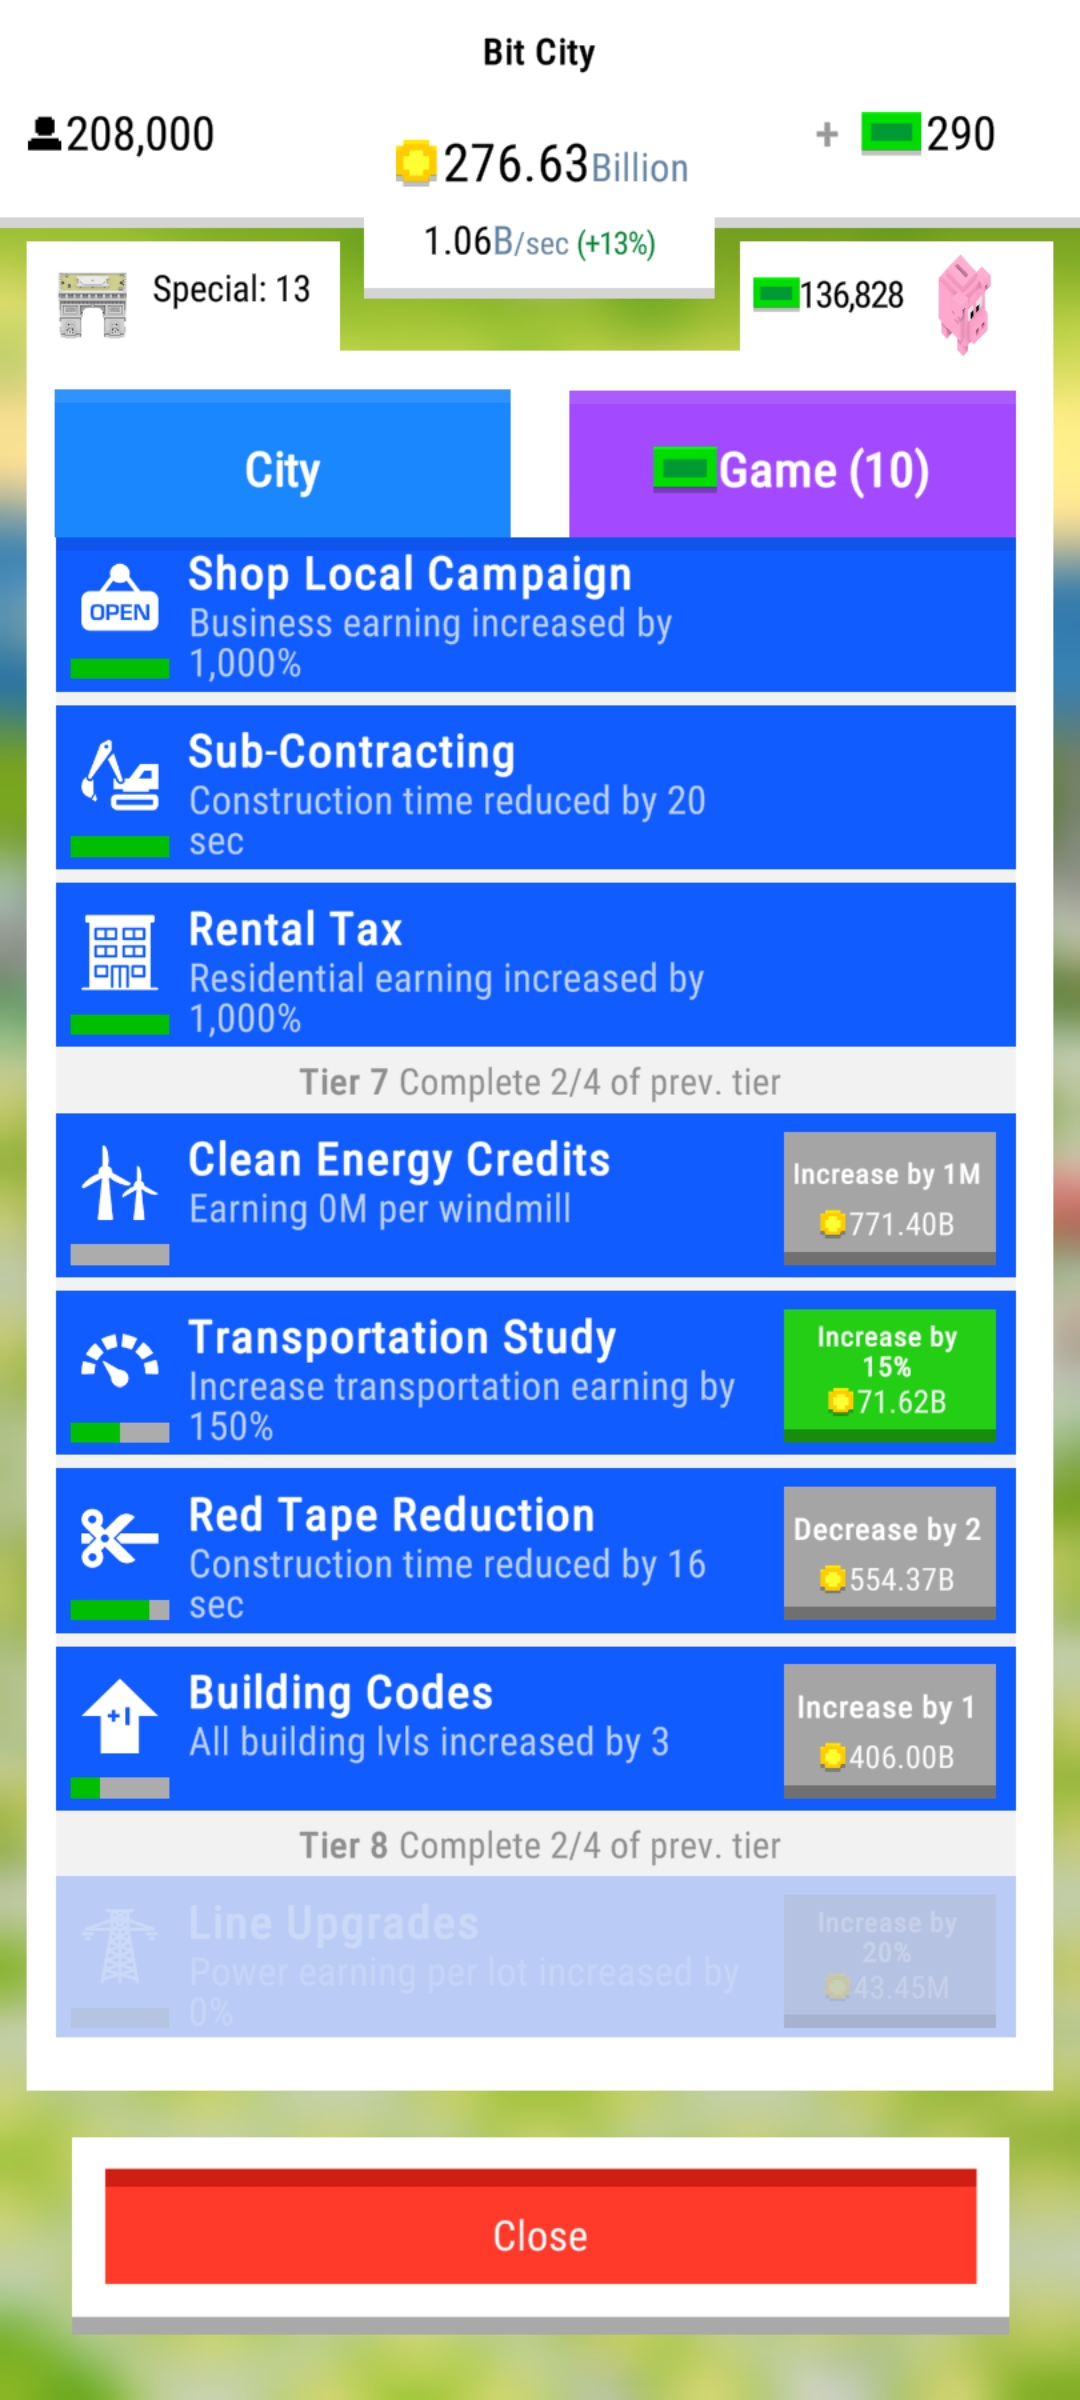 Bit City
208,000
276.63 Billion
+ 290
1.06B/sec (+13%)
Special: 13
136,828
City
Game (10)
Shop Local Campaign
OPEN
Business earning increased by
1,000%
Sub-Contracting
Construction time reduced by 20
sec
Rental Tax
Residential earning increased by
1,000%
Tier 7 Complete 2/4 of prev. tier
Clean Energy Credits
Earning 0M per windmill
Increase by 1M
771.40B
Transportation Study
Increase transportation earning by
150%
Increase by
15%
71.62B
Red Tape Reduction
Construction time reduced by 16
sec
Decrease by 2
554.37B
Building Codes
+1
All building lvls increased by 3
Increase by 1
406.00B
Tier 8 Complete 2/4 of prev. tier
Line Upgrades
Power earning per lot increased by
0%
Increase by
20%
43.45M
Close